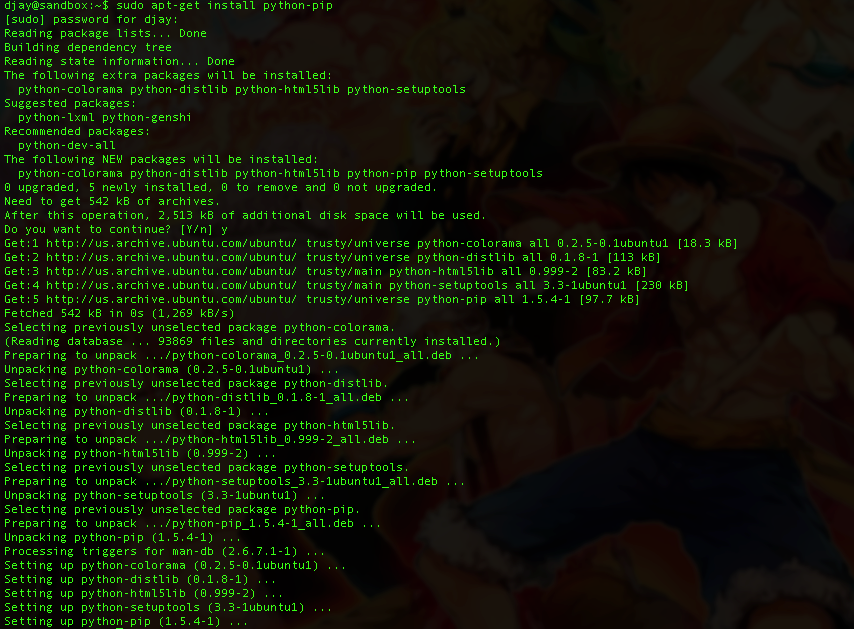 djay@sandbox:~$ sudo apt-get install python-pip
[sudo] password for djay:
Reading package lists... Done
Building dependency tree
Reading state information... Done
The following extra packages will be installed:
  python-colorama python-distlib python-html5lib python-setuptools
Suggested packages:
  python-lxml python-genshi
Recommended packages:
  python-dev-all
The following NEW packages will be installed:
  python-colorama python-distlib python-html5lib python-pip python-setuptools
0 upgraded, 5 newly installed, 0 to remove and 0 not upgraded.
Need to get 542 kB of archives.
After this operation, 2,513 kB of additional disk space will be used.
Do you want to continue? [Y/n] y
Get:1 http://us.archive.ubuntu.com/ubuntu/ trusty/universe python-colorama all 0.2.5-0.1ubuntu1 [18.3 kB]
Get:2 http://us.archive.ubuntu.com/ubuntu/ trusty/universe python-distlib all 0.1.8-1 [113 kB]
Get:3 http://us.archive.ubuntu.com/ubuntu/ trusty/main python-html5lib all 0.999-2 [83.2 kB]
Get:4 http://us.archive.ubuntu.com/ubuntu/ trusty/main python-setuptools all 3.3-1ubuntu1 [230 kB]
Get:5 http://us.archive.ubuntu.com/ubuntu/ trusty/universe python-pip all 1.5.4-1 [97.7 kB]
Fetched 542 kB in 0s (1,269 kB/s)
Selecting previously unselected package python-colorama.
(Reading database ... 93869 files and directories currently installed.)
Preparing to unpack .../python-colorama_0.2.5-0.1ubuntu1_all.deb ...
Unpacking python-colorama (0.2.5-0.1ubuntu1) ...
Selecting previously unselected package python-distlib.
Preparing to unpack .../python-distlib_0.1.8-1_all.deb ...
Unpacking python-distlib (0.1.8-1) ...
Selecting previously unselected package python-html5lib.
Preparing to unpack .../python-html5lib_0.999-2_all.deb ...
Unpacking python-html5lib (0.999-2) ...
Selecting previously unselected package python-setuptools.
Preparing to unpack .../python-setuptools_3.3-1ubuntu1_all.deb ...
Unpacking python-setuptools (3.3-1ubuntu1) ...
Selecting previously unselected package python-pip.
Preparing to unpack .../python-pip_1.5.4-1_all.deb ...
Unpacking python-pip (1.5.4-1) ...
Processing triggers for man-db (2.6.7.1-1) ...
Setting up python-colorama (0.2.5-0.1ubuntu1) ...
Setting up python-distlib (0.1.8-1) ...
Setting up python-html5lib (0.999-2) ...
Setting up python-setuptools (3.3-1ubuntu1) ...
Setting up python-pip (1.5.4-1) ...